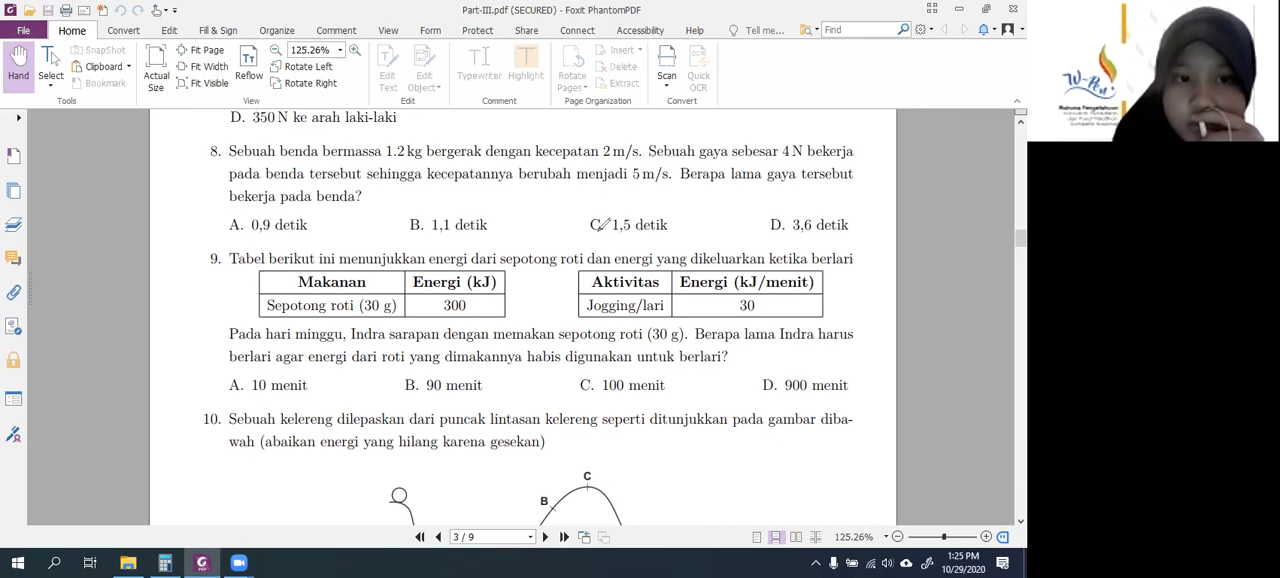 Part-III.pdf (SECURED) - Foxit PhantomPDF
File Home Convert Edit Fill & Sign Organize Comment View Form Protect Share Connect Accessibility Help Tell me... Find
Hand
Select
SnapShot
Clipboard
Bookmark
Tools
Actual Size
Fit Page
Fit Width
Fit Visible
Reflow
125.26%
Rotate Left
Rotate Right
View
Edit Text
Edit Object
Edit
Typewriter
Highlight
Comment
Rotate Pages
Insert
Delete
Extract
Page Organization
Scan
Quick OCR
Convert
D. 350 N ke arah laki-laki
8. Sebuah benda bermassa 1.2 kg bergerak dengan kecepatan 2 m/s. Sebuah gaya sebesar 4 N bekerja
pada benda tersebut sehingga kecepatannya berubah menjadi 5 m/s. Berapa lama gaya tersebut
bekerja pada benda?
A. 0,9 detik B. 1,1 detik C. 1,5 detik D. 3,6 detik
9. Tabel berikut ini menunjukkan energi dari sepotong roti dan energi yang dikeluarkan ketika berlari
Makanan Energi (kJ) Aktivitas Energi (kJ/menit)
Sepotong roti (30 g) 300 Jogging/lari 30
Pada hari minggu, Indra sarapan dengan memakan sepotong roti (30 g). Berapa lama Indra harus
berlari agar energi dari roti yang dimakannya habis digunakan untuk berlari?
A. 10 menit B. 90 menit C. 100 menit D. 900 menit
10. Sebuah kelereng dilepaskan dari puncak lintasan kelereng seperti ditunjukkan pada gambar diba-
wah (abaikan energi yang hilang karena gesekan)
C
B
3 / 9 125.26%
1:25 PM
10/29/2020